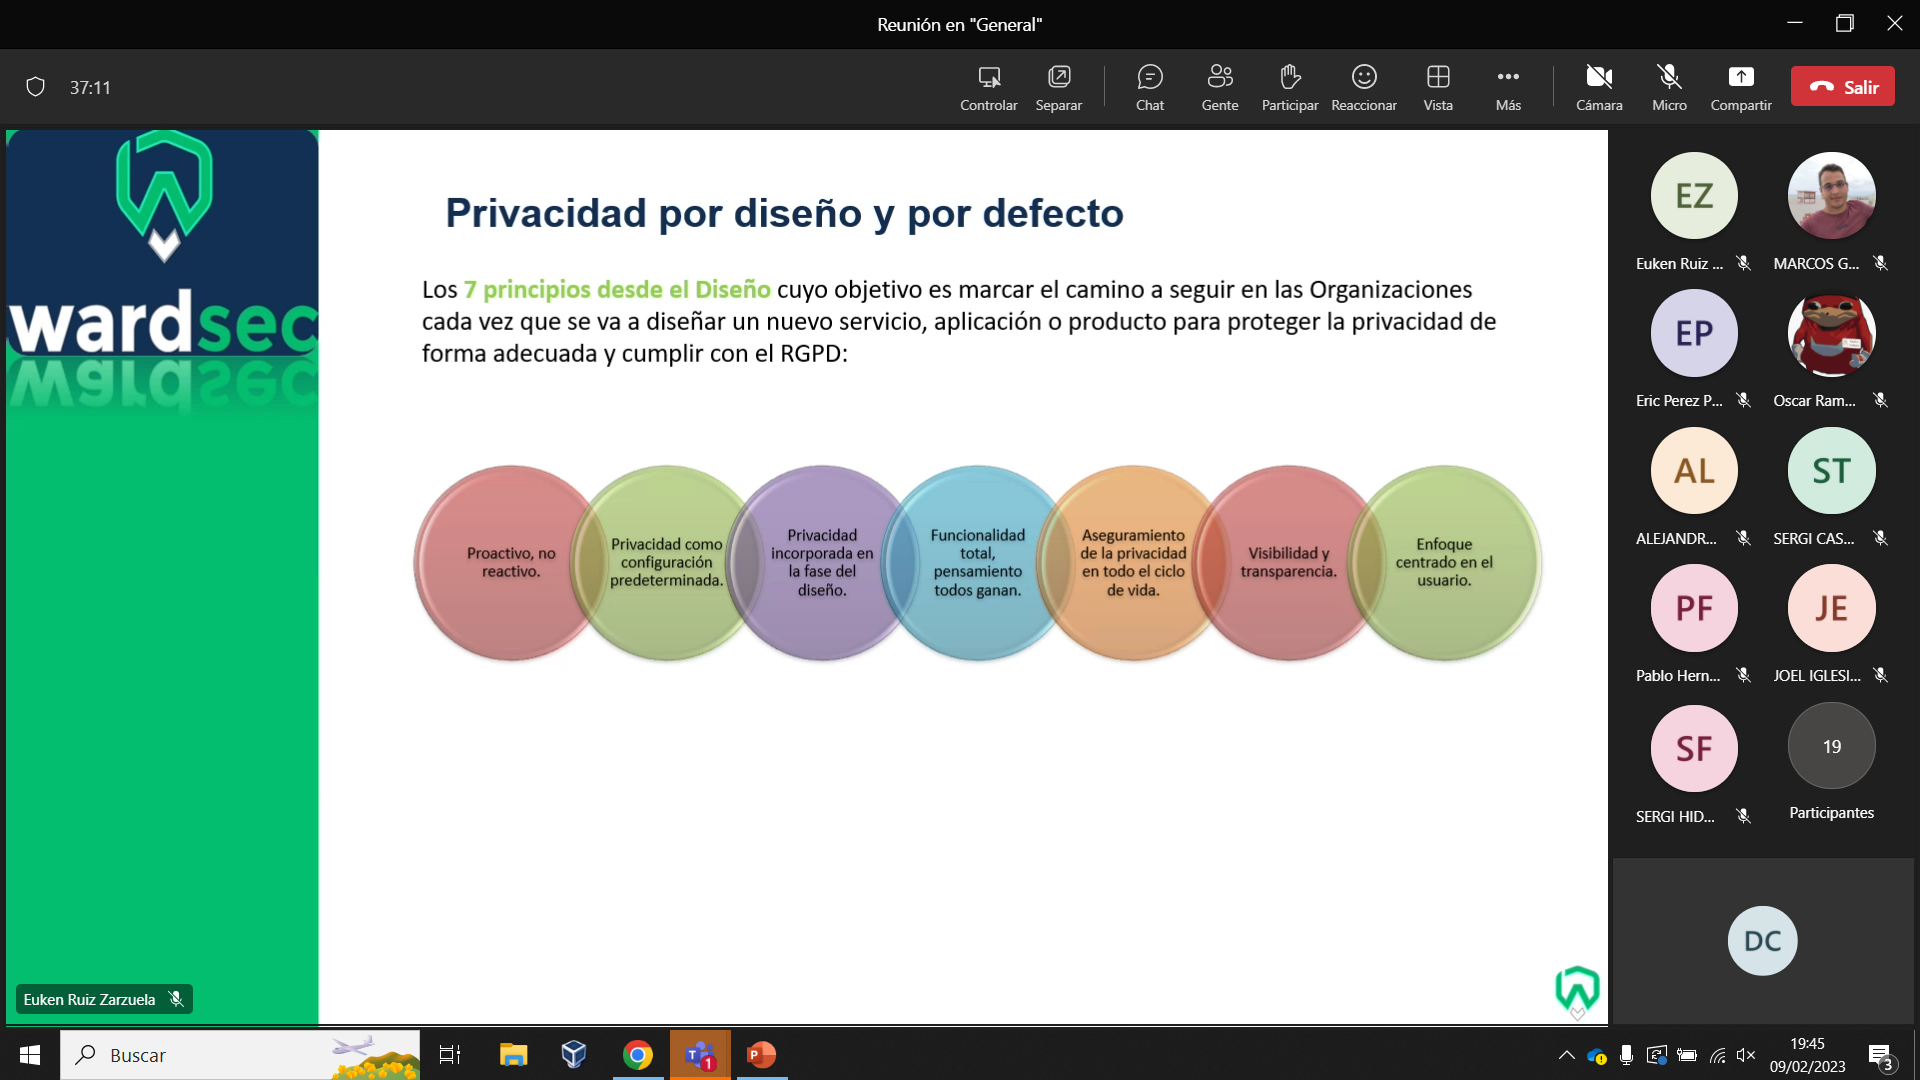 Reunión en "General"
37:11
Controlar
Separar
Chat
Gente
Participar
Reaccionar
Vista
Más
Cámara
Micro
Compartir
Salir
wardsec
Privacidad por diseño y por defecto
Los 7 principios desde el Diseño cuyo objetivo es marcar el camino a seguir en las Organizaciones
cada vez que se va a diseñar un nuevo servicio, aplicación o producto para proteger la privacidad de
forma adecuada y cumplir con el RGPD:
Proactivo, no
reactivo.
Privacidad como
configuración
predeterminada.
Privacidad
incorporada en
la fase del
diseño.
Funcionalidad
total,
pensamiento
todos ganan.
Aseguramiento
de la privacidad
en todo el ciclo
de vida.
Visibilidad y
transparencia.
Enfoque
centrado en el
usuario.
Euken Ruiz Zarzuela
EZ
Euken Ruiz ...
MARCOS G...
EP
Eric Perez P...
Oscar Ram...
AL
ALEJANDR...
ST
SERGI CAS...
PF
Pablo Hern...
JE
JOEL IGLESI...
SF
SERGI HID...
19
Participantes
DC
Buscar
T
1
P
19:45
09/02/2023
3